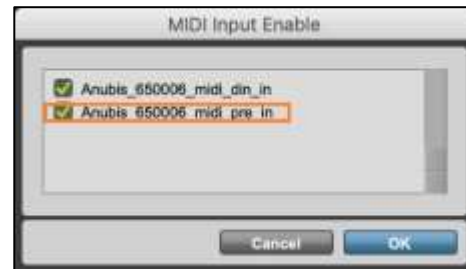 MIDI Input Enable
Anubis_650006_midi_din_in
Anubis_650006_midi_pre_in
Cancel
OK